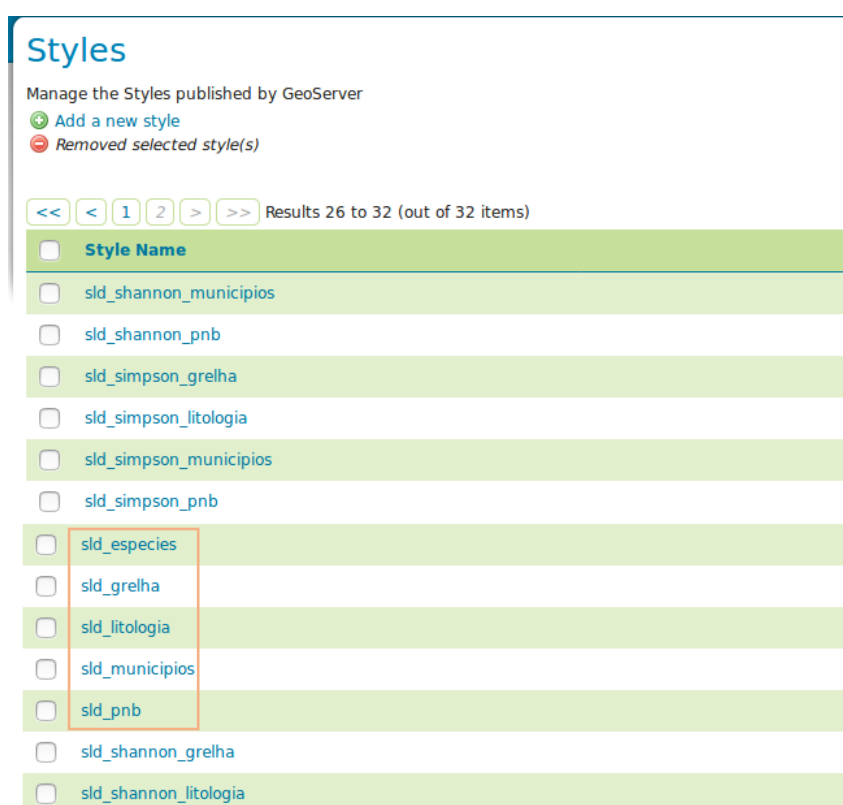 Styles
Manage the Styles published by GeoServer
Add a new style
Removed selected style(s)
<< < 1 2 > >> Results 26 to 32 (out of 32 items)
Style Name
sld_shannon_municipios
sld_shannon_pnb
sld_simpson_grelha
sld_simpson_litologia
sld_simpson_municipios
sld_simpson_pnb
sld_especies
sld_grelha
sld_litologia
sld_municipios
sld_pnb
sld_shannon_grelha
sld_shannon_litologia